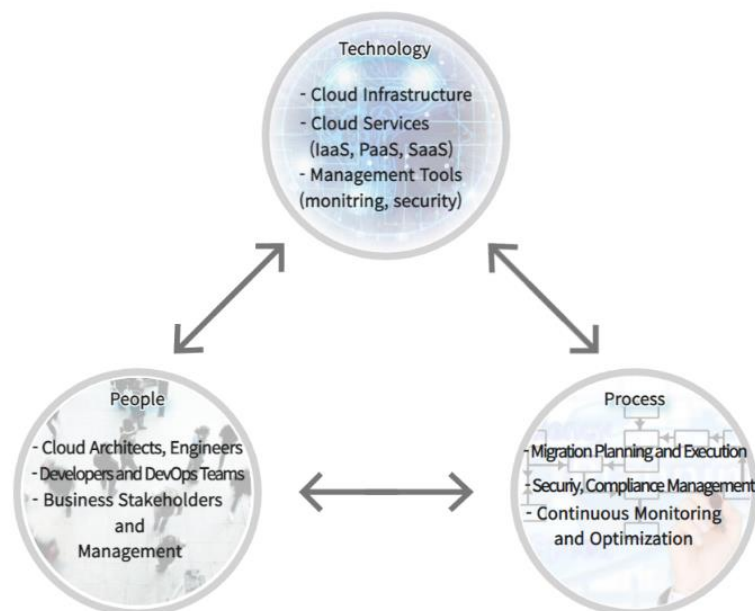 Technology
- Cloud Infrastructure
- Cloud Services
(IaaS, PaaS, SaaS)
- Management Tools
(monitring, security)
People
- Cloud Architects, Engineers
- Developers and DevOps Teams
- Business Stakeholders
and
Management
Process
- Migration Planning and Execution
- Securiy, Compliance Management
- Continuous Monitoring
and Optimization